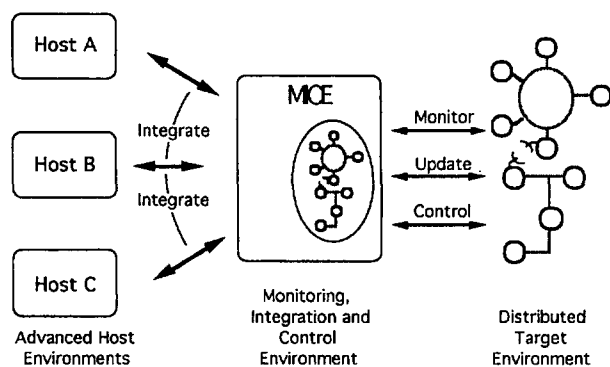 Host A
MICE
Integrate
Monitor
Host B
Update
Integrate
Control
Host C
Advanced Host
Environments
Monitoring,
Integration and
Control
Environment
Distributed
Target
Environment